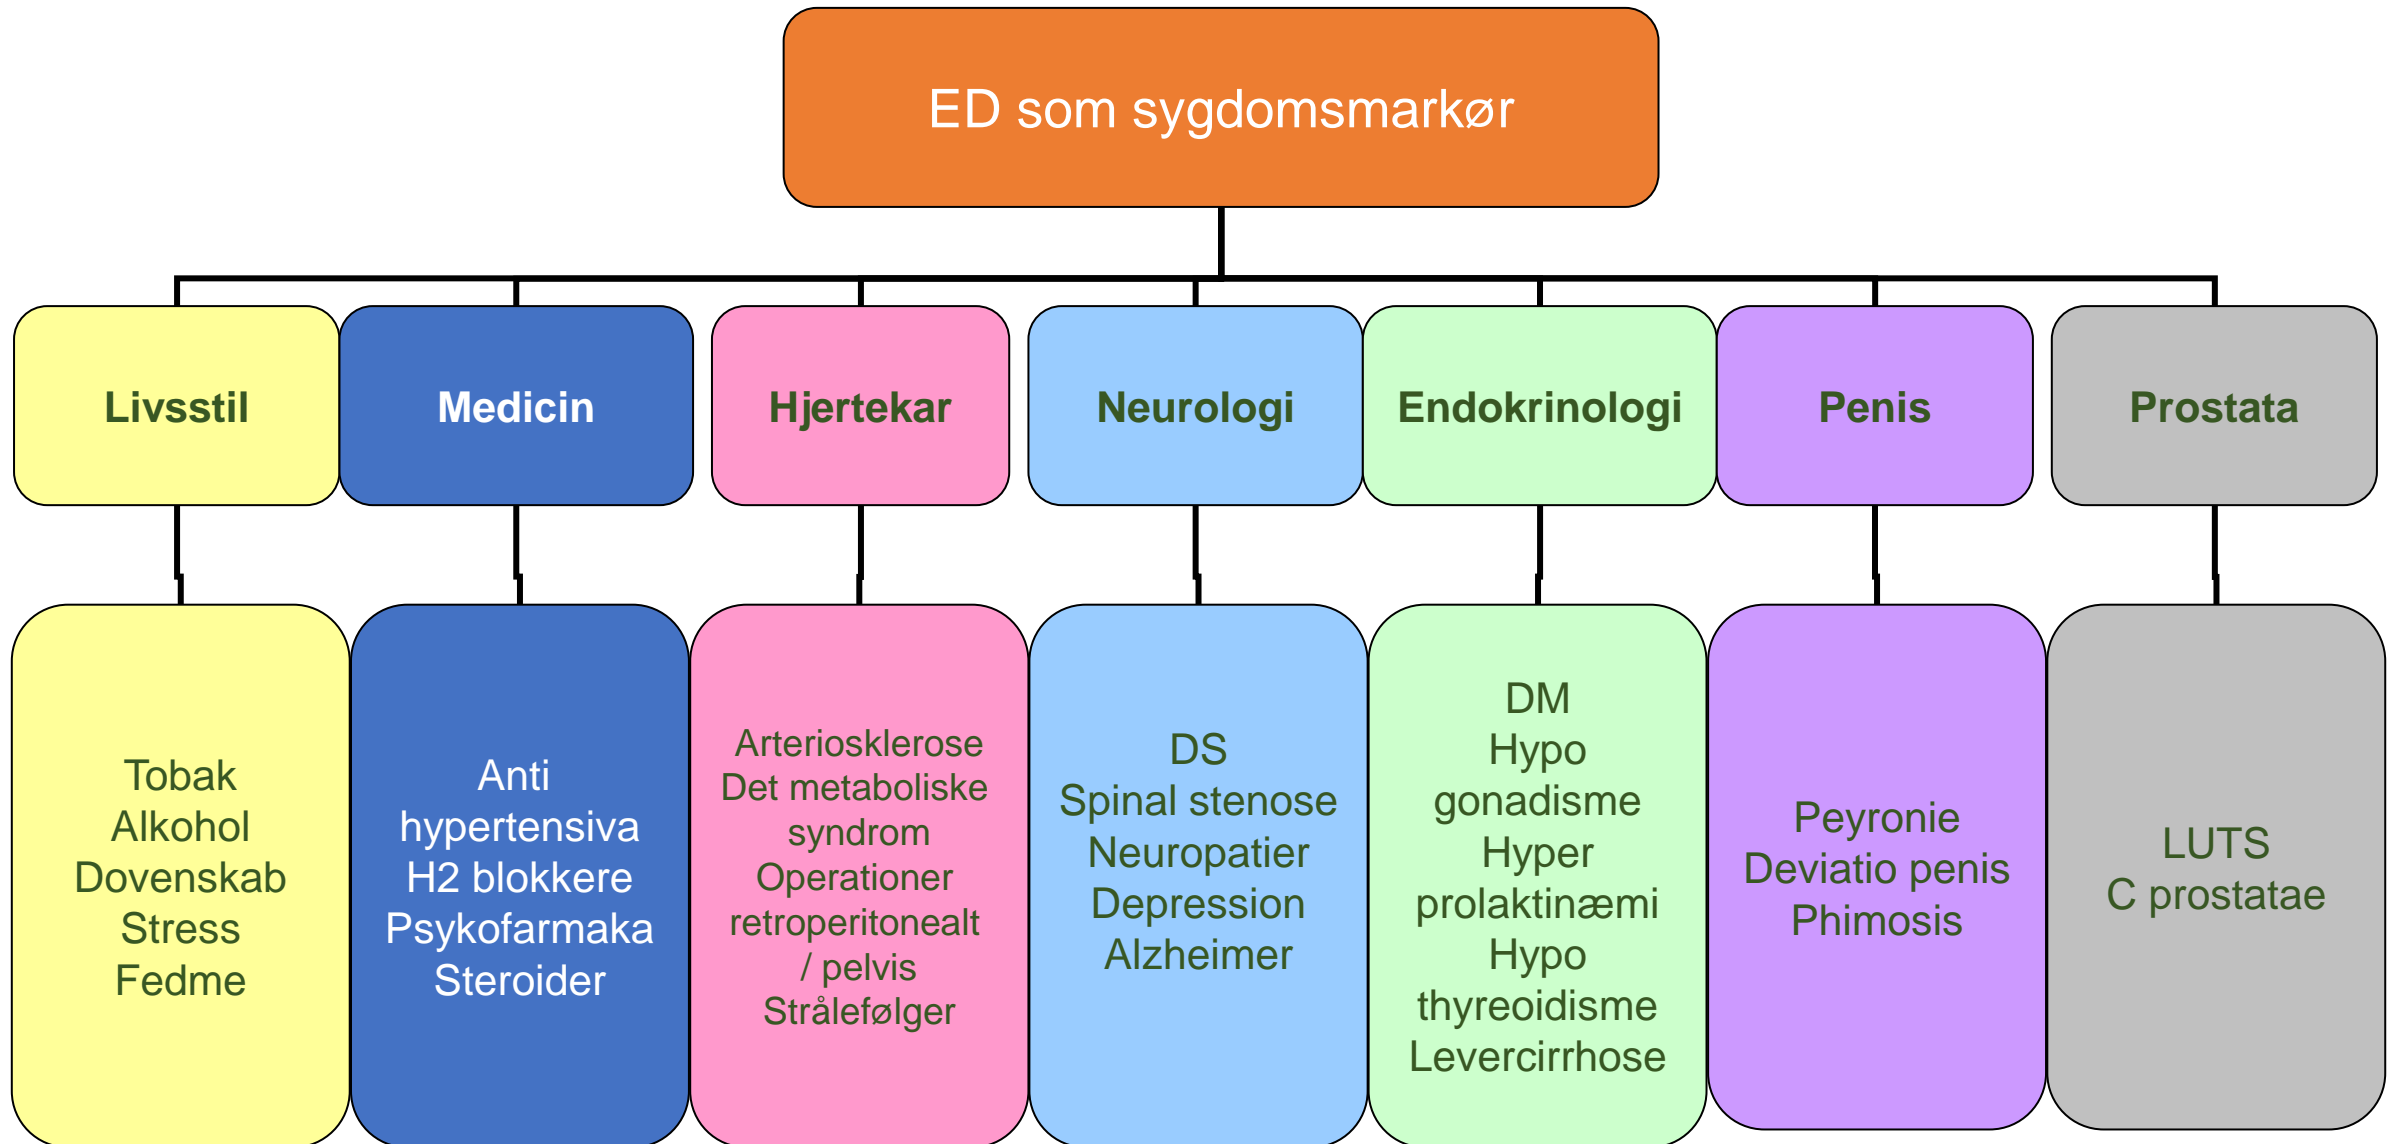 ED som sygdomsmarkør
Livsstil
Medicin
Hjertekar
Neurologi
Endokrinologi
Penis
Prostata
Tobak
Alkohol
Dovenskab
Stress
Fedme
Anti
hypertensiva
H2 blokkere
Psykofarmaka
Steroider
Arteriosklerose
Det metaboliske
syndrom
Operationer
retroperitonealt
/ pelvis
Strålefølger
DS
Spinal stenose
Neuropatier
Depression
Alzheimer
DM
Hypo
gonadisme
Hyper
prolaktinæmi
Hypo
thyreoidisme
Levercirrhose
Peyronie
Deviatio penis
Phimosis
LUTS
C prostatae